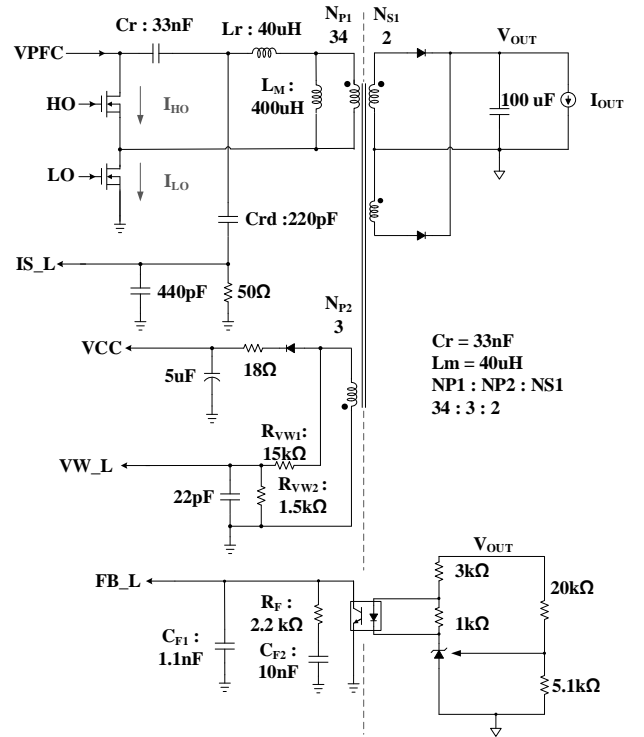 Cr : 33nF
Lr : 40uH
NP1
34
NS1
2
VPFC
VOUT
LM :
400uH
HO
IHO
100 uF
IOUT
LO
ILO
Crd :220pF
IS_L
440pF
50Ω
NP2
3
VCC
18Ω
5uF
Cr = 33nF
Lm = 40uH
NP1 : NP2 : NS1
34 : 3 : 2
RVW1 :
15kΩ
VW_L
22pF
RVW2 :
1.5kΩ
VOUT
FB_L
3kΩ
20kΩ
RF :
2.2 kΩ
1kΩ
CF1 :
1.1nF
CF2 :
10nF
5.1kΩ